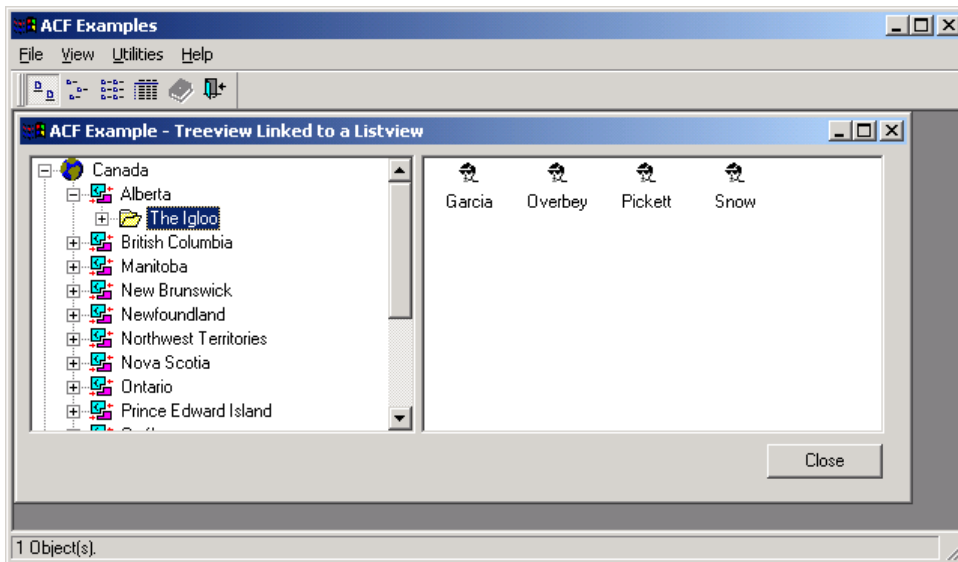 ACF Examples
File View Utilities Help
ACF Example - Treeview Linked to a Listview
Canada
Alberta
The Igloo
British Columbia
Manitoba
New Brunswick
Newfoundland
Northwest Territories
Nova Scotia
Ontario
Prince Edward Island
Garcia Overbey Pickett Snow
Close
1 Object(s).